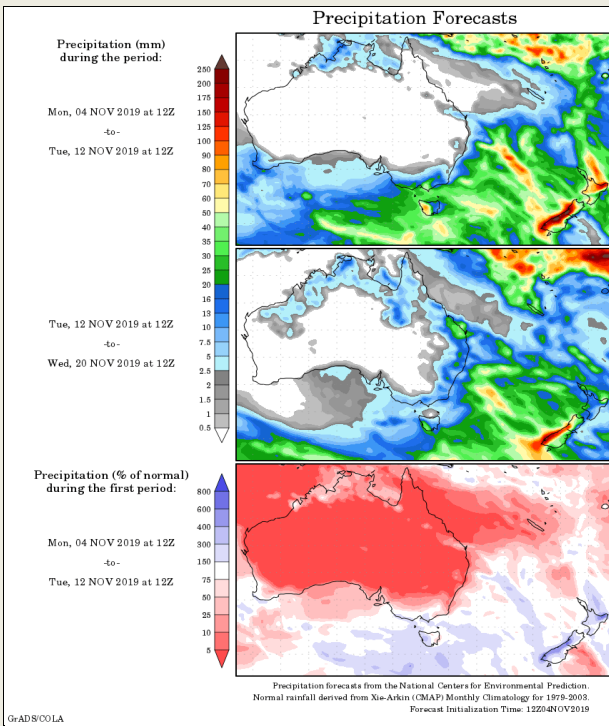 Precipitation Forecasts
Precipitation (mm)
during the period:
Mon, 04 NOV 2019 at 12Z
-to-
Tue, 12 NOV 2019 at 12Z
250
200
175
150
125
100
90
80
70
60
50
40
35
30
25
20
16
13
10
7.5
5
2.5
2
1.5
1
0.5
Tue, 12 NOV 2019 at 12Z
-to-
Wed, 20 NOV 2019 at 12Z
Precipitation (% of normal)
during the first period:
Mon, 04 NOV 2019 at 12Z
-to-
Tue, 12 NOV 2019 at 12Z
800
600
400
300
150
75
50
25
10
5
Precipitation forecasts from the National Centers for Environmental Prediction.
Normal rainfall derived from Xie-Arkin (CMAP) Monthly Climatology for 1979-2003.
Forecast Initialization Time: 12Z04NOV2019
GrADS/COLA